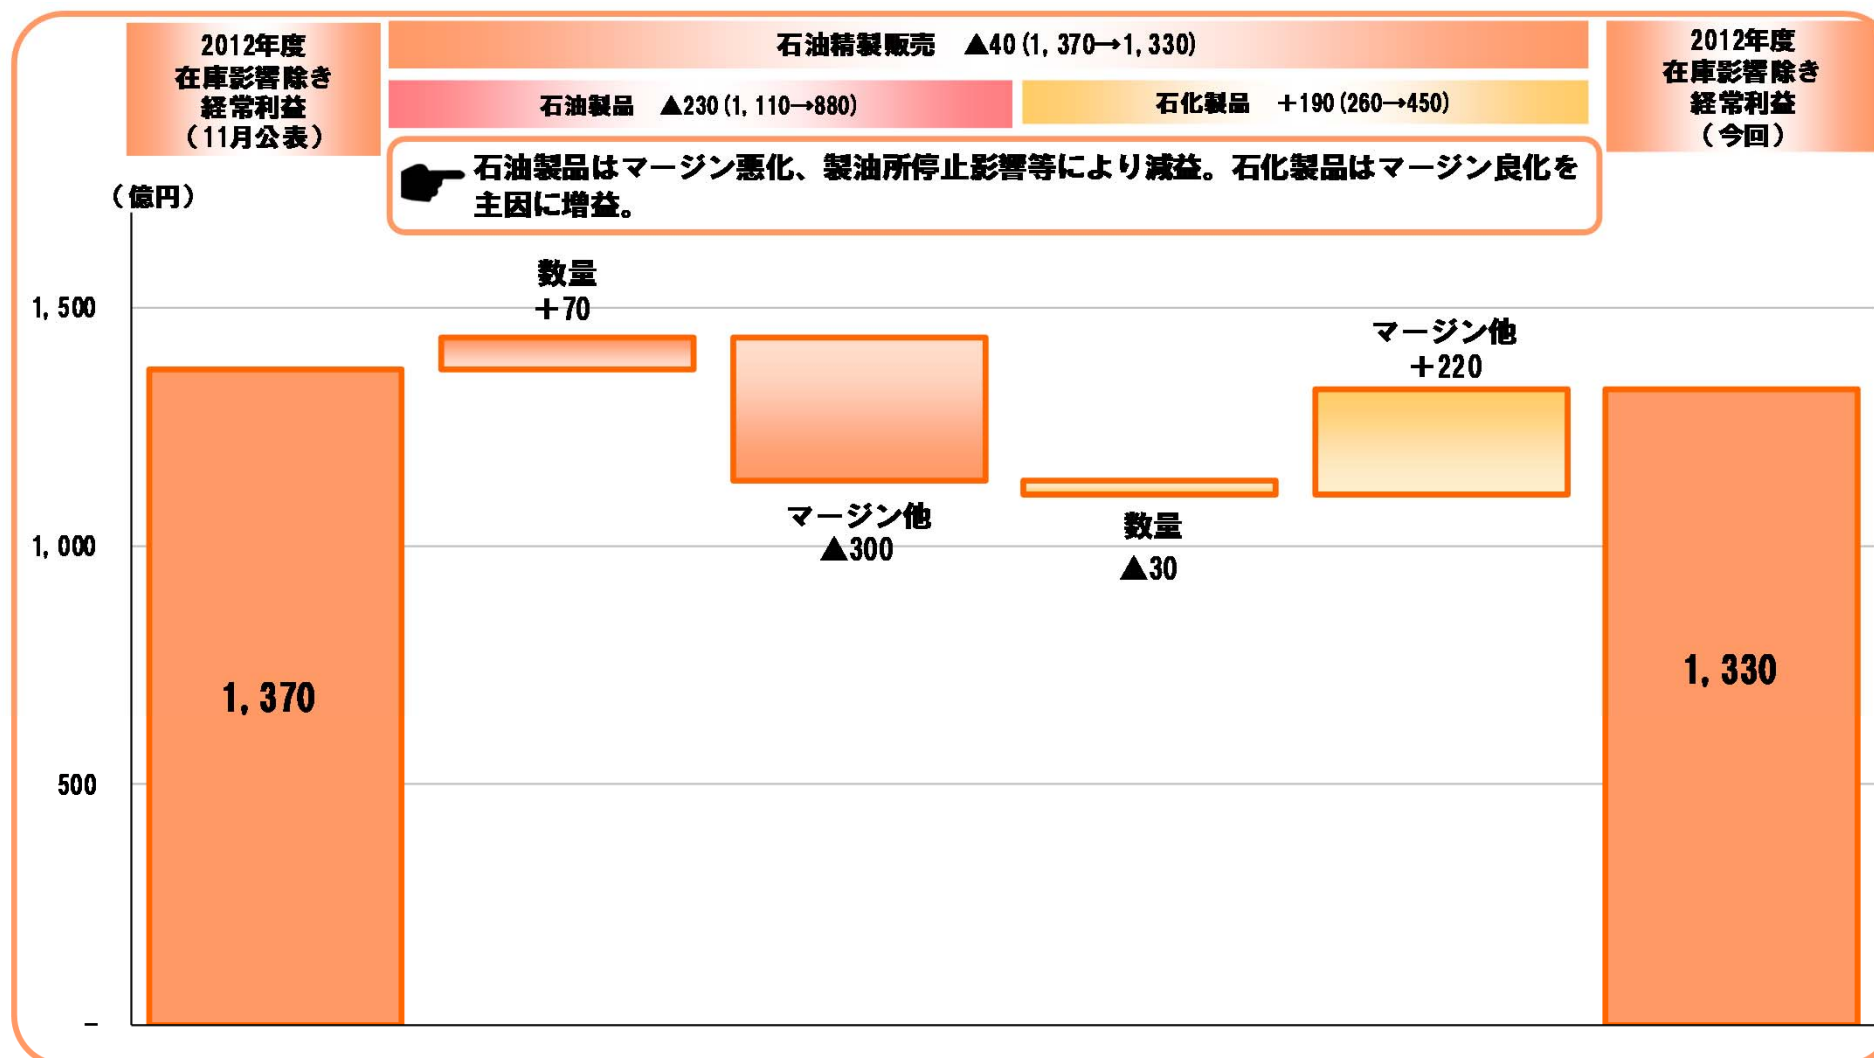 2012年度
在庫影響除き
経常利益
（11月公表）
石油精製販売　▲40(1,370→1,330)
石油製品　▲230(1,110→880)
石化製品　+190(260→450)
2012年度
在庫影響除き
経常利益
（今回）
石油製品はマージン悪化、製油所停止影響等により減益。石化製品はマージン良化を
主因に増益。
（億円）
1,500
1,000
500
–
1,370
数量
+70
マージン他
▲300
数量
▲30
マージン他
+220
1,330